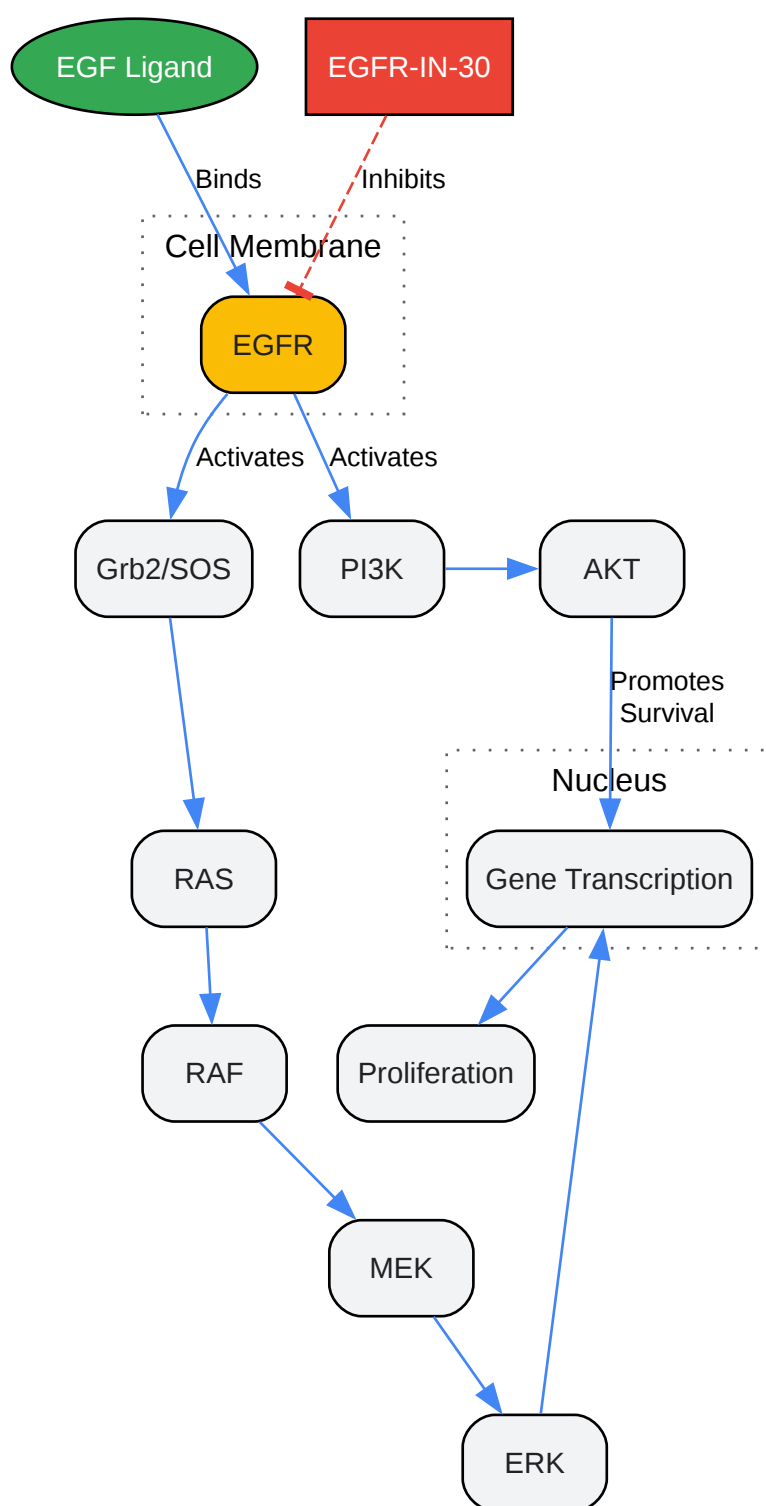 EGF Ligand
EGFR-IN-30
Binds
Inhibits
Cell Membrane
EGFR
Activates
Activates
Grb2/SOS
PI3K
AKT
Promotes
Survival
Nucleus
RAS
Gene Transcription
RAF
Proliferation
MEK
ERK